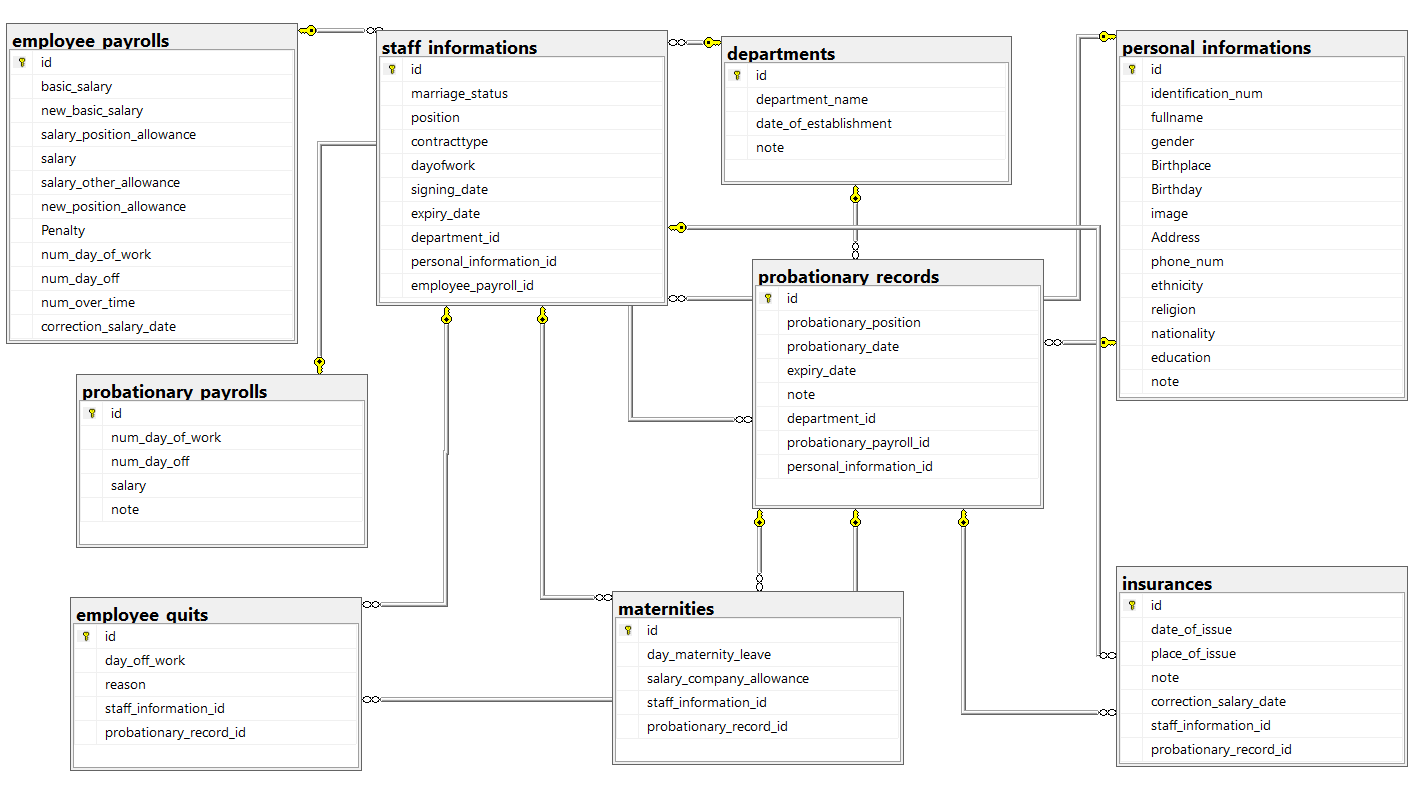 employee_payrolls
id
basic_salary
new_basic_salary
salary_position_allowance
salary
salary_other_allowance
new_position_allowance
Penalty
num_day_of_work
num_day_off
num_over_time
correction_salary_date
staff_informations
id
marriage_status
position
contracttype
dayofwork
signing_date
expiry_date
department_id
personal_information_id
employee_payroll_id
departments
id
department_name
date_of_establishment
note
personal_informations
id
identification_num
fullname
gender
Birthplace
Birthday
image
Address
phone_num
ethnicity
religion
nationality
education
note
probationary_records
id
probationary_position
probationary_date
expiry_date
note
department_id
probationary_payroll_id
personal_information_id
probationary_payrolls
id
num_day_of_work
num_day_off
salary
note
employee_quits
id
day_off_work
reason
staff_information_id
probationary_record_id
maternities
id
day_maternity_leave
salary_company_allowance
staff_information_id
probationary_record_id
insurances
id
date_of_issue
place_of_issue
note
correction_salary_date
staff_information_id
probationary_record_id